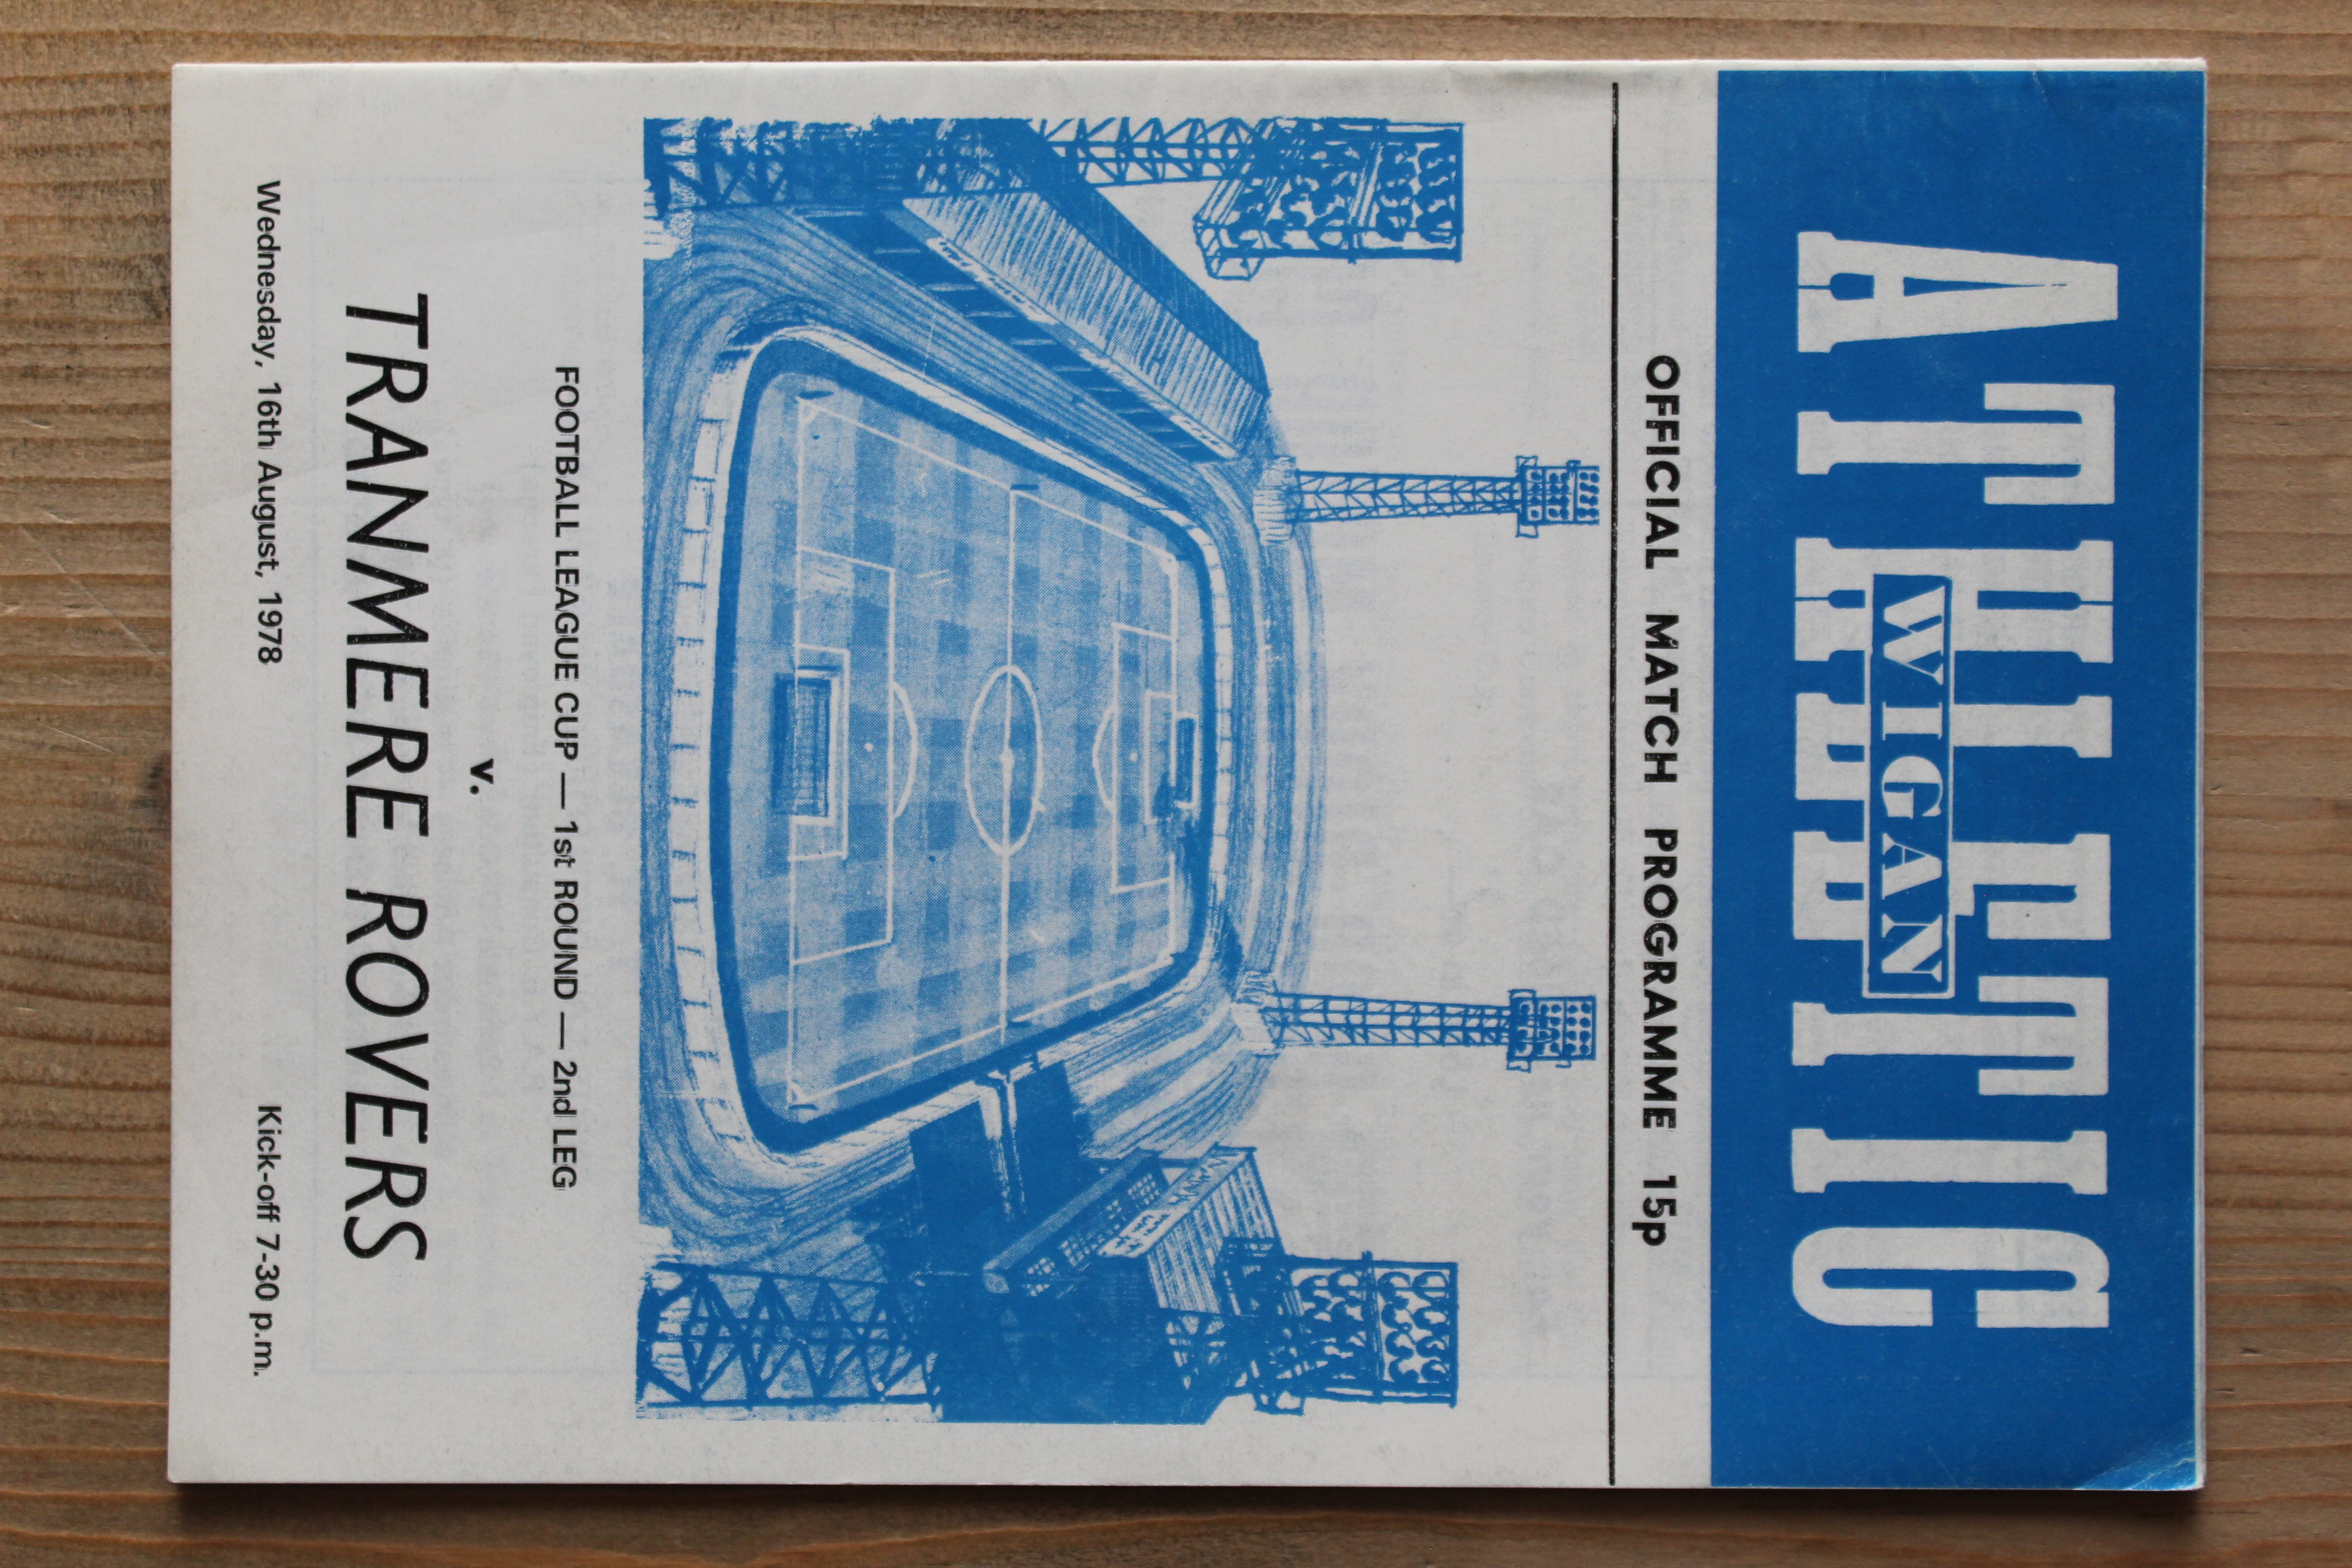 ATHLETIC
WIGAN
OFFICIAL MATCH PROGRAMME 15p
FOOTBALL LEAGUE CUP — 1st ROUND — 2nd LEG
v.
TRANMERE ROVERS
Wednesday, 16th August, 1978 Kick-off 7-30 p.m.